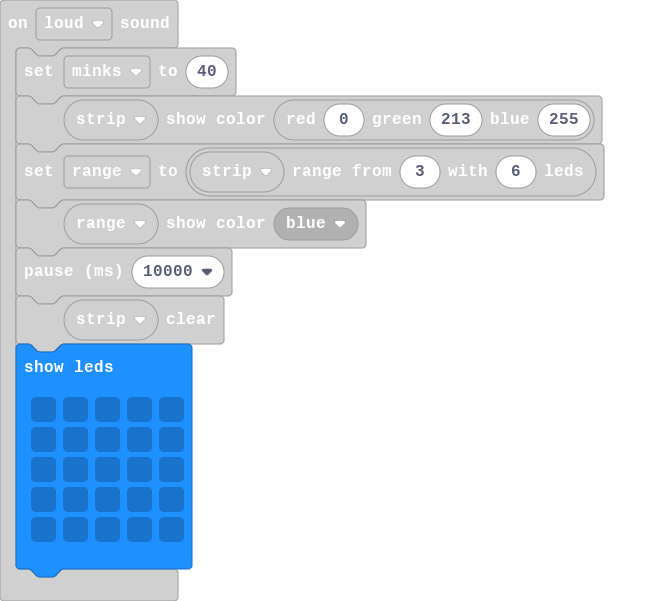 on loud sound
set minks to 40
strip show color red 0 green 213 blue 255
set range to strip range from 3 with 6 leds
range show color blue
pause (ms) 10000
strip clear
show leds